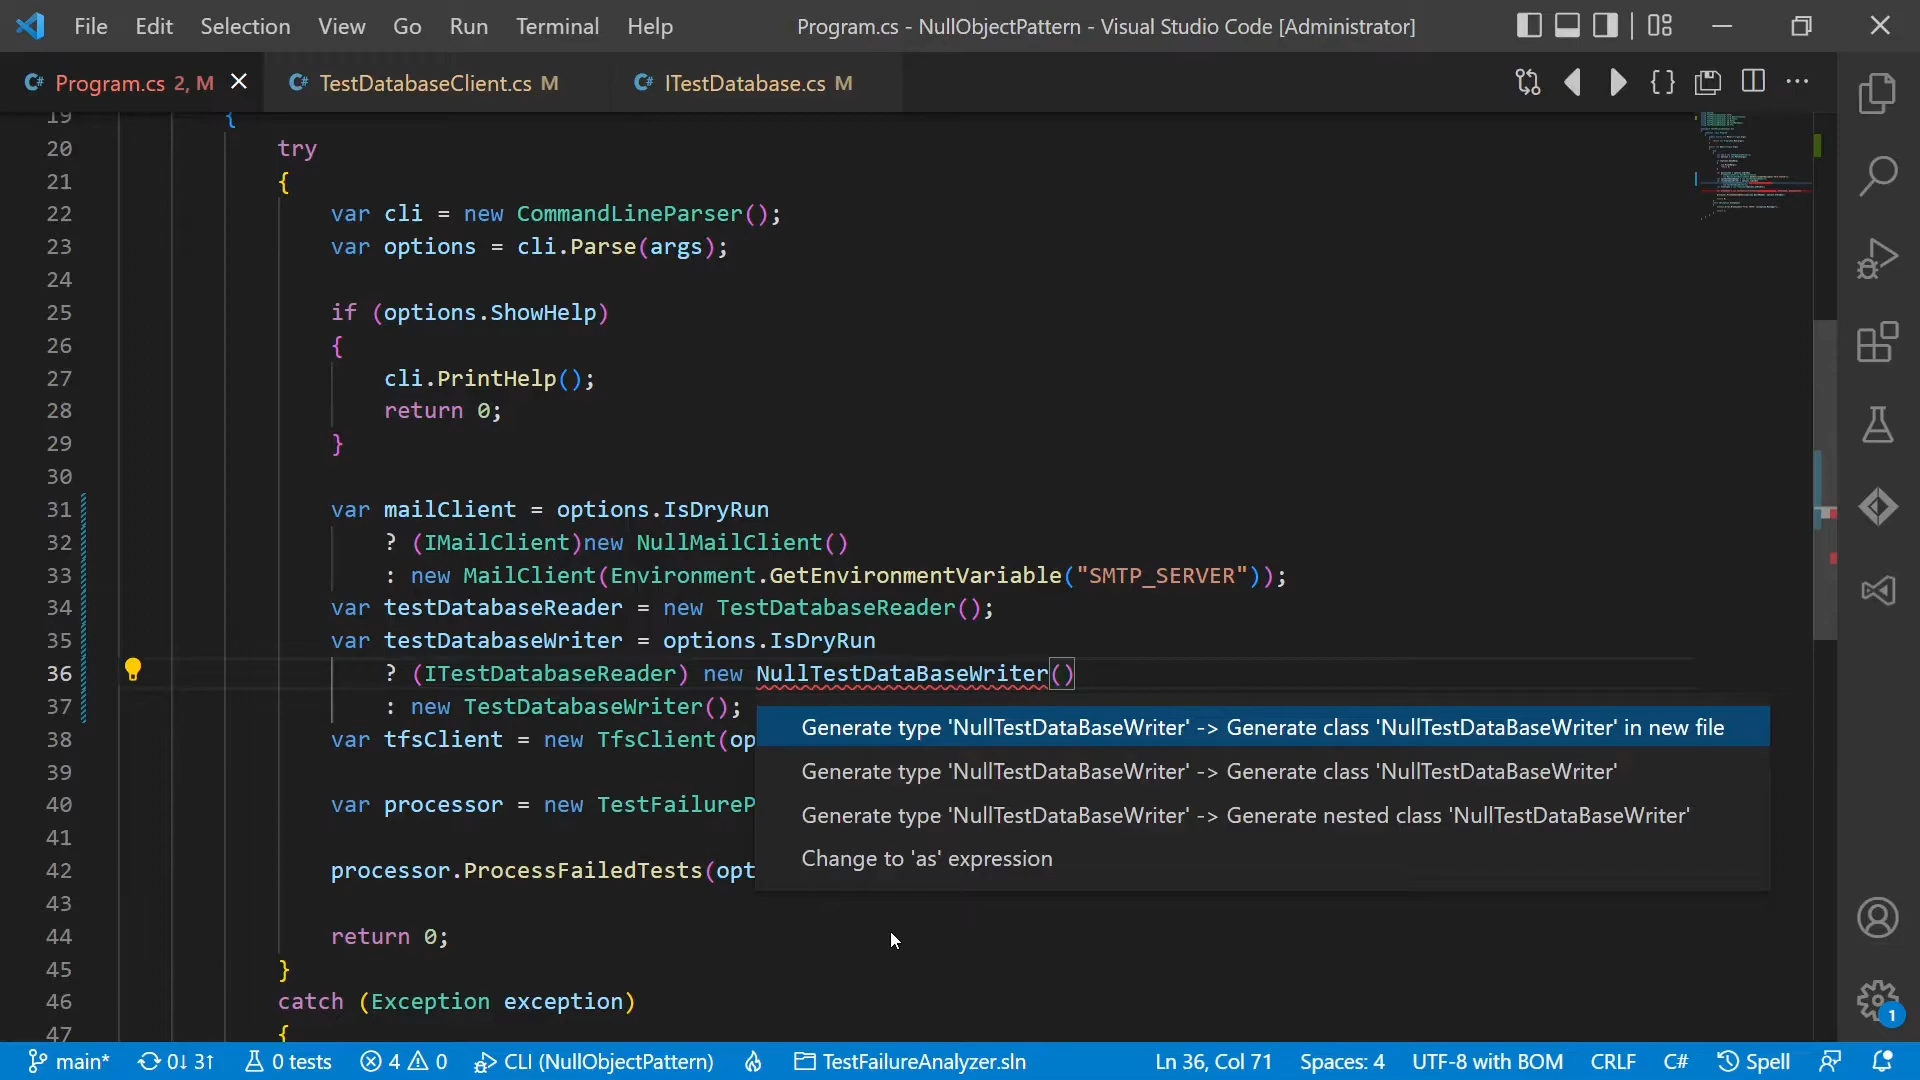 File Edit Selection View Go Run Terminal Help Program.cs - NullObjectPattern - Visual Studio Code [Administrator]
Program.cs 2, M TestDatabaseClient.cs M ITestDatabase.cs M
19 {
20 try
21 {
22 var cli = new CommandLineParser();
23 var options = cli.Parse(args);
24
25 if (options.ShowHelp)
26 {
27 cli.PrintHelp();
28 return 0;
29 }
30
31 var mailClient = options.IsDryRun
32 ? (IMailClient)new NullMailClient()
33 : new MailClient(Environment.GetEnvironmentVariable("SMTP_SERVER"));
34 var testDatabaseReader = new TestDatabaseReader();
35 var testDatabaseWriter = options.IsDryRun
36 ? (ITestDatabaseReader) new NullTestDataBaseWriter()
37 : new TestDatabaseWriter();
Generate type 'NullTestDataBaseWriter' -> Generate class 'NullTestDataBaseWriter' in new file
38 var tfsClient = new TfsClient(op
Generate type 'NullTestDataBaseWriter' -> Generate class 'NullTestDataBaseWriter'
39
40 var processor = new TestFailureP
Generate type 'NullTestDataBaseWriter' -> Generate nested class 'NullTestDataBaseWriter'
41
Change to 'as' expression
42 processor.ProcessFailedTests(opt
43
44 return 0;
45 }
46 catch (Exception exception)
47 {
1
main* 0↓ 3↑ 0 tests 4 0 CLI (NullObjectPattern) TestFailureAnalyzer.sln Ln 36, Col 71 Spaces: 4 UTF-8 with BOM CRLF C# Spell